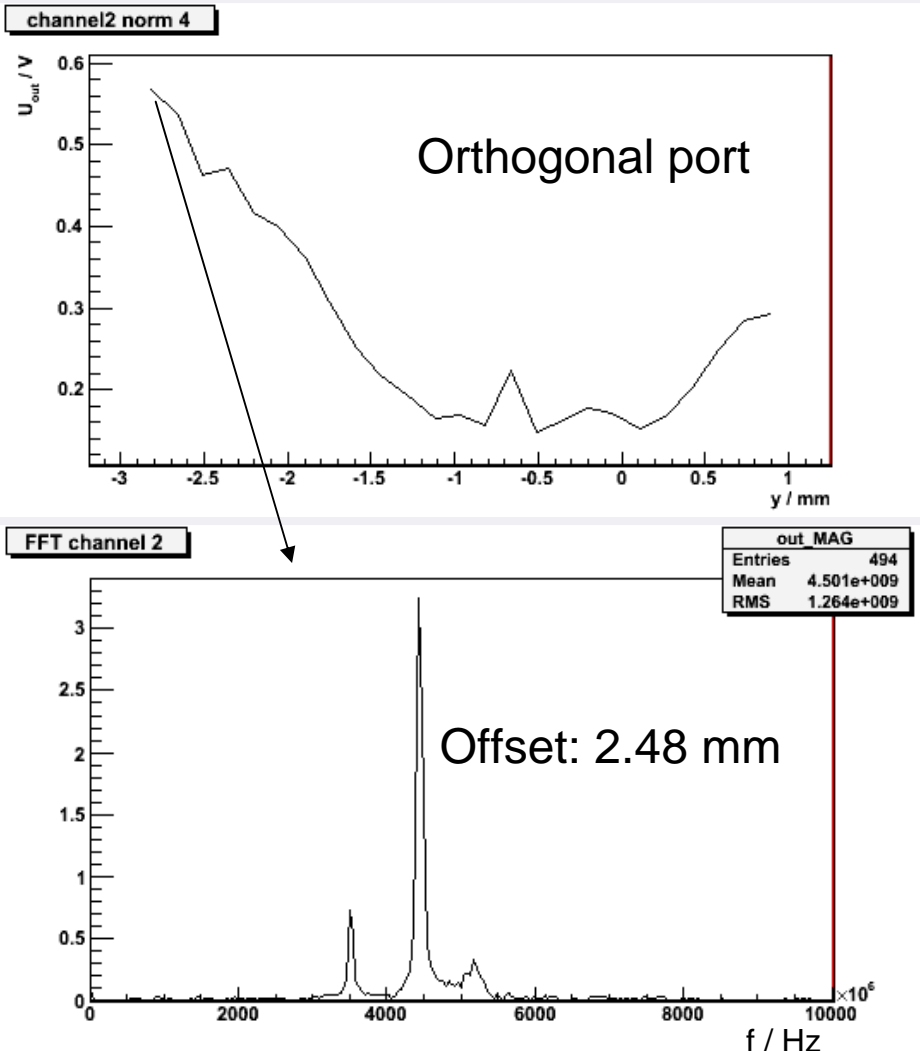 channel2 norm 4
U_out / V
0.6
0.5
0.4
0.3
0.2
Orthogonal port
-3 -2.5 -2 -1.5 -1 -0.5 0 0.5 1
y / mm
FFT channel 2
out_MAG
Entries 494
Mean 4.501e+009
RMS 1.264e+009
3
2.5
2
1.5
1
0.5
0
Offset: 2.48 mm
0 2000 4000 6000 8000 10000
×10⁶
f / Hz